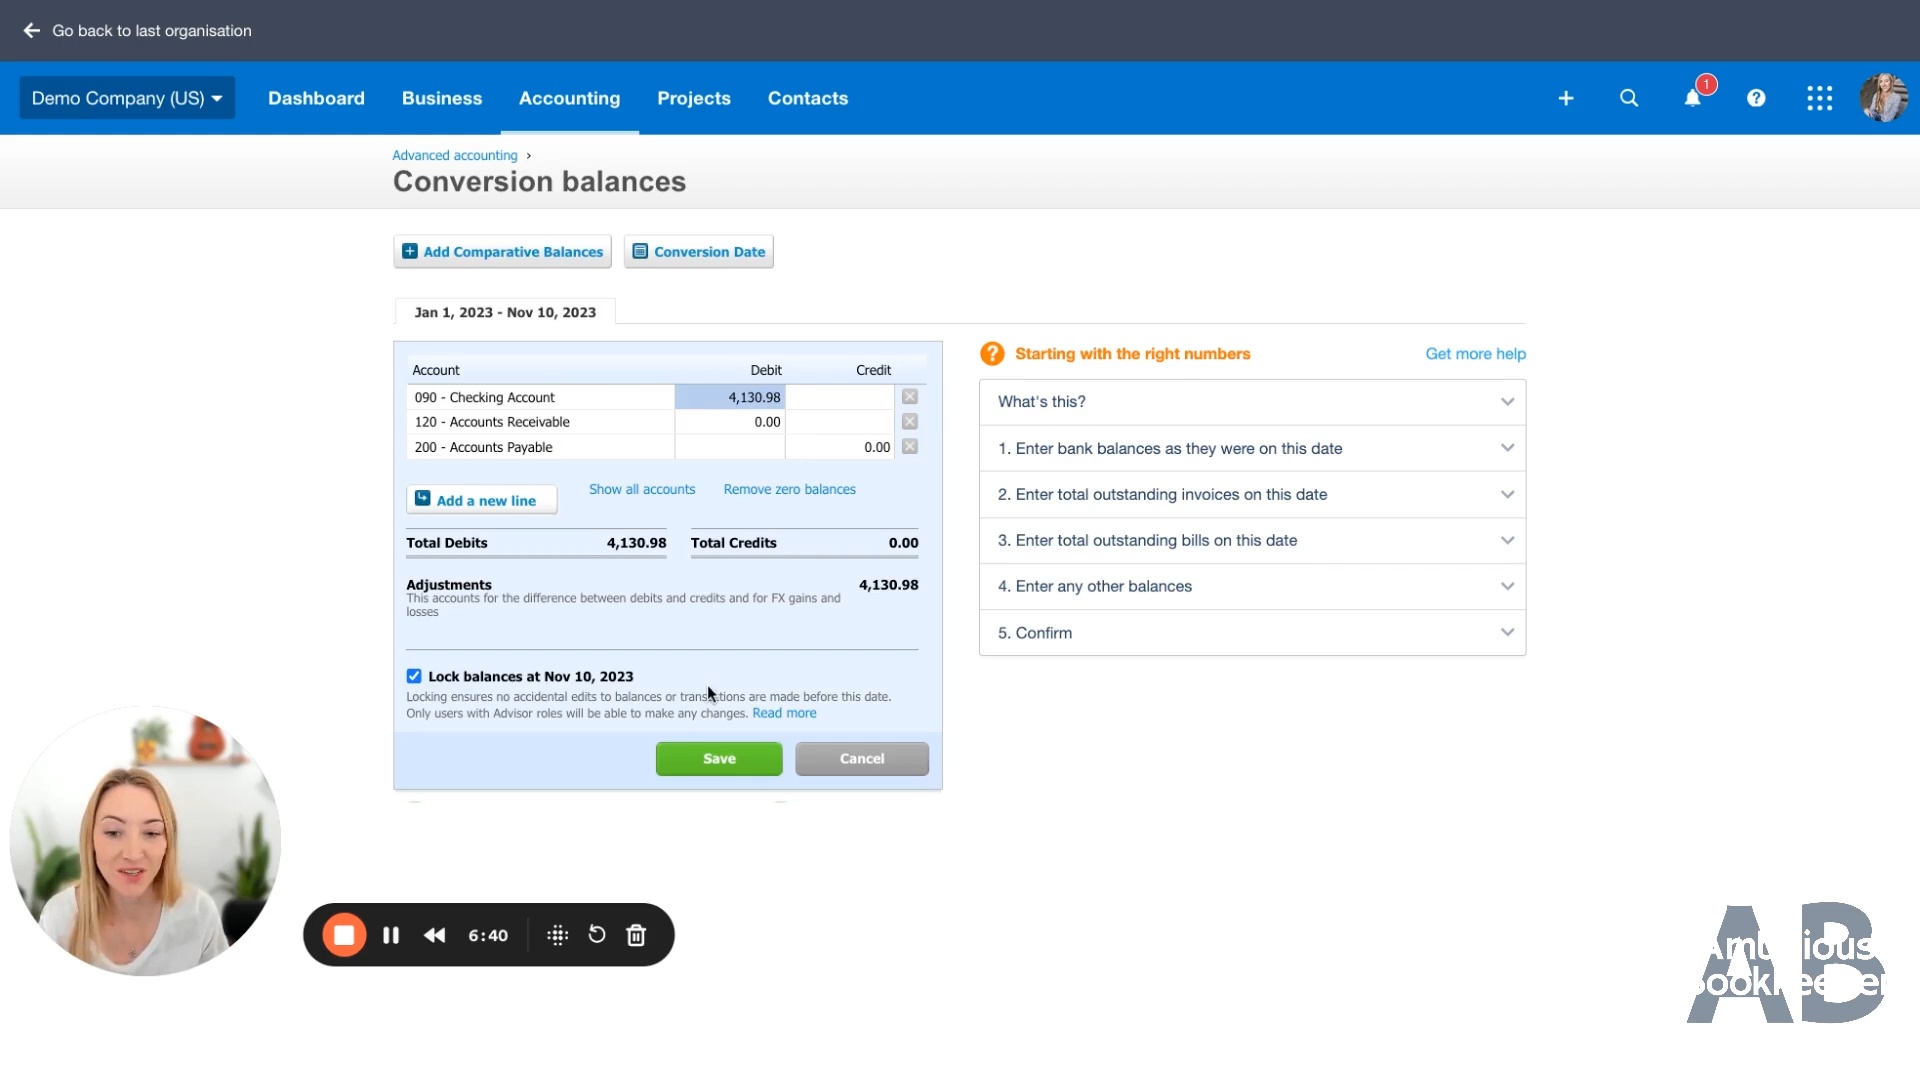 Go back to last organisation
Demo Company (US)
Dashboard
Business
Accounting
Projects
Contacts
1
?
Advanced accounting ›
Conversion balances
Add Comparative Balances
Conversion Date
Jan 1, 2023 - Nov 10, 2023
Account Debit Credit
090 - Checking Account 4,130.98
120 - Accounts Receivable 0.00
200 - Accounts Payable 0.00
Add a new line
Show all accounts
Remove zero balances
Total Debits 4,130.98 Total Credits 0.00
Adjustments 4,130.98
This accounts for the difference between debits and credits and for FX gains and
losses
Lock balances at Nov 10, 2023
Locking ensures no accidental edits to balances or transactions are made before this date.
Only users with Advisor roles will be able to make any changes. Read more
Save
Cancel
? Starting with the right numbers
Get more help
What's this?
1. Enter bank balances as they were on this date
2. Enter total outstanding invoices on this date
3. Enter total outstanding bills on this date
4. Enter any other balances
5. Confirm
6:40
AB